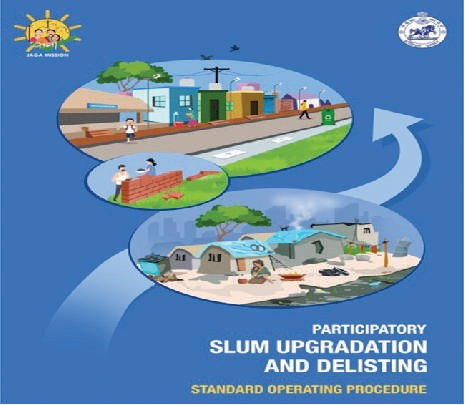 JAGA MISSION
PARTICIPATORY
SLUM UPGRADATION
AND DELISTING
STANDARD OPERATING PROCEDURE